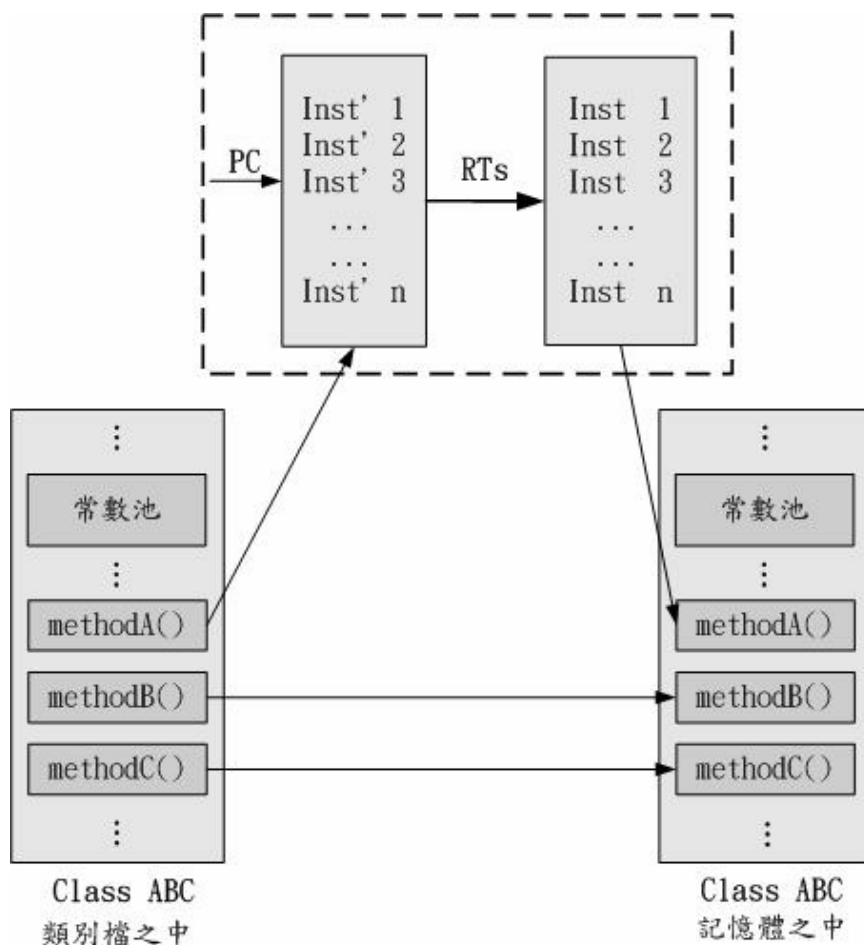 PC
Inst' 1
Inst' 2
Inst' 3
...
...
Inst' n
RTs
Inst 1
Inst 2
Inst 3
...
...
Inst n
⋮
常數池
⋮
methodA()
methodB()
methodC()
⋮
Class ABC
類別檔之中
⋮
常數池
⋮
methodA()
methodB()
methodC()
⋮
Class ABC
記憶體之中